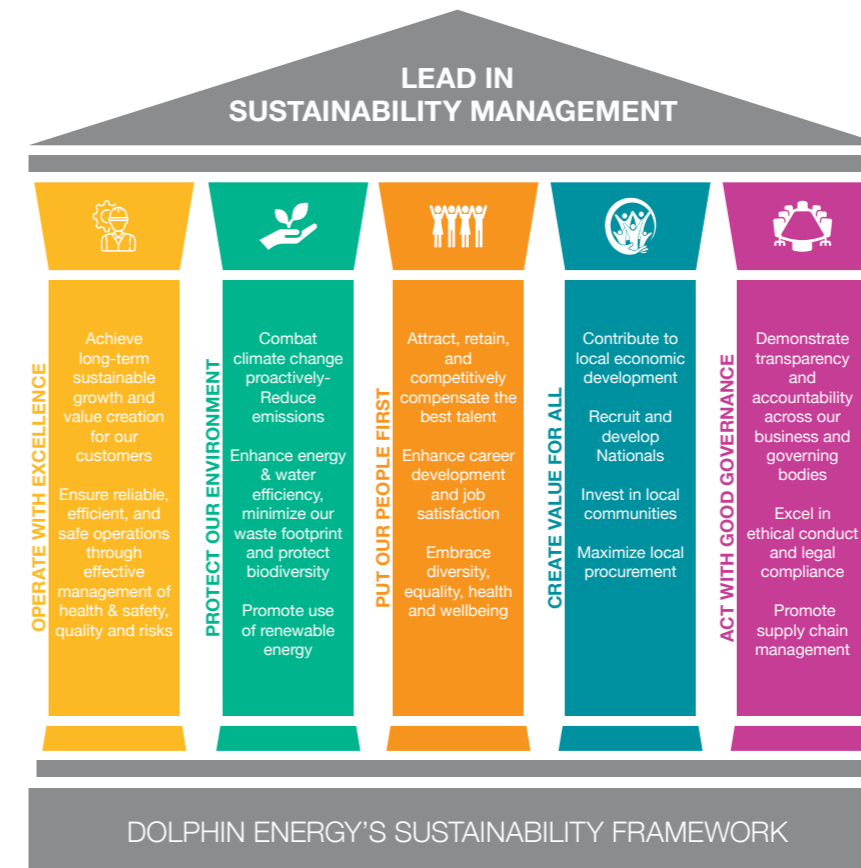 LEAD IN
SUSTAINABILITY MANAGEMENT
OPERATE WITH EXCELLENCE
Achieve
long-term
sustainable
growth and
value creation
for our
customers
Ensure reliable,
efficient, and
safe operations
through
effective
management of
health & safety,
quality and risks
PROTECT OUR ENVIRONMENT
Combat
climate change
proactively-
Reduce
emissions
Enhance energy
& water
efficiency,
minimize our
waste footprint
and protect
biodiversity
Promote use
of renewable
energy
PUT OUR PEOPLE FIRST
Attract, retain,
and
competitively
compensate the
best talent
Enhance career
development
and job
satisfaction
Embrace
diversity,
equality, health
and wellbeing
CREATE VALUE FOR ALL
Contribute to
local economic
development
Recruit and
develop
Nationals
Invest in local
communities
Maximize local
procurement
ACT WITH GOOD GOVERNANCE
Demonstrate
transparency
and
accountability
across our
business and
governing
bodies
Excel in
ethical conduct
and legal
compliance
Promote
supply chain
management
DOLPHIN ENERGY'S SUSTAINABILITY FRAMEWORK